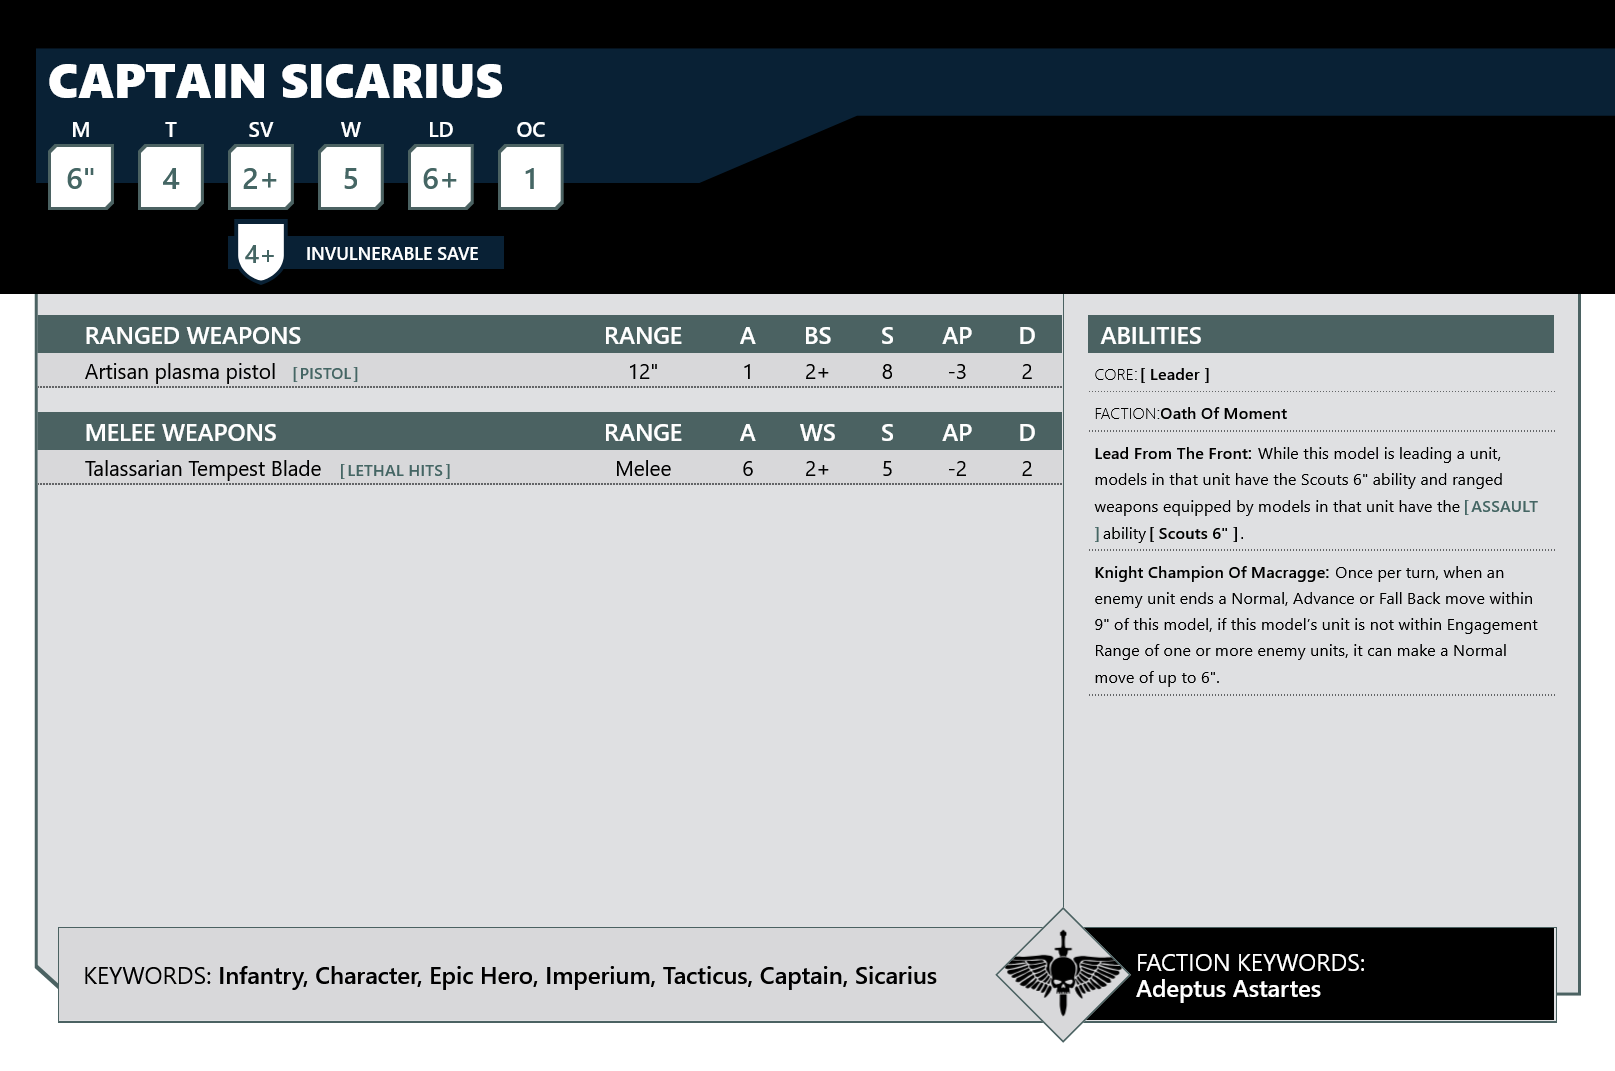 CAPTAIN SICARIUS
M T SV W LD OC
6" 4 2+ 5 6+ 1
4+ INVULNERABLE SAVE
RANGED WEAPONS RANGE A BS S AP D
Artisan plasma pistol [PISTOL] 12" 1 2+ 8 -3 2
MELEE WEAPONS RANGE A WS S AP D
Talassarian Tempest Blade [LETHAL HITS] Melee 6 2+ 5 -2 2
ABILITIES
CORE:[ Leader ]
FACTION:Oath Of Moment
Lead From The Front: While this model is leading a unit,
models in that unit have the Scouts 6" ability and ranged
weapons equipped by models in that unit have the [ASSAULT
] ability [ Scouts 6" ].
Knight Champion Of Macragge: Once per turn, when an
enemy unit ends a Normal, Advance or Fall Back move within
9" of this model, if this model’s unit is not within Engagement
Range of one or more enemy units, it can make a Normal
move of up to 6".
KEYWORDS: Infantry, Character, Epic Hero, Imperium, Tacticus, Captain, Sicarius
FACTION KEYWORDS:
Adeptus Astartes